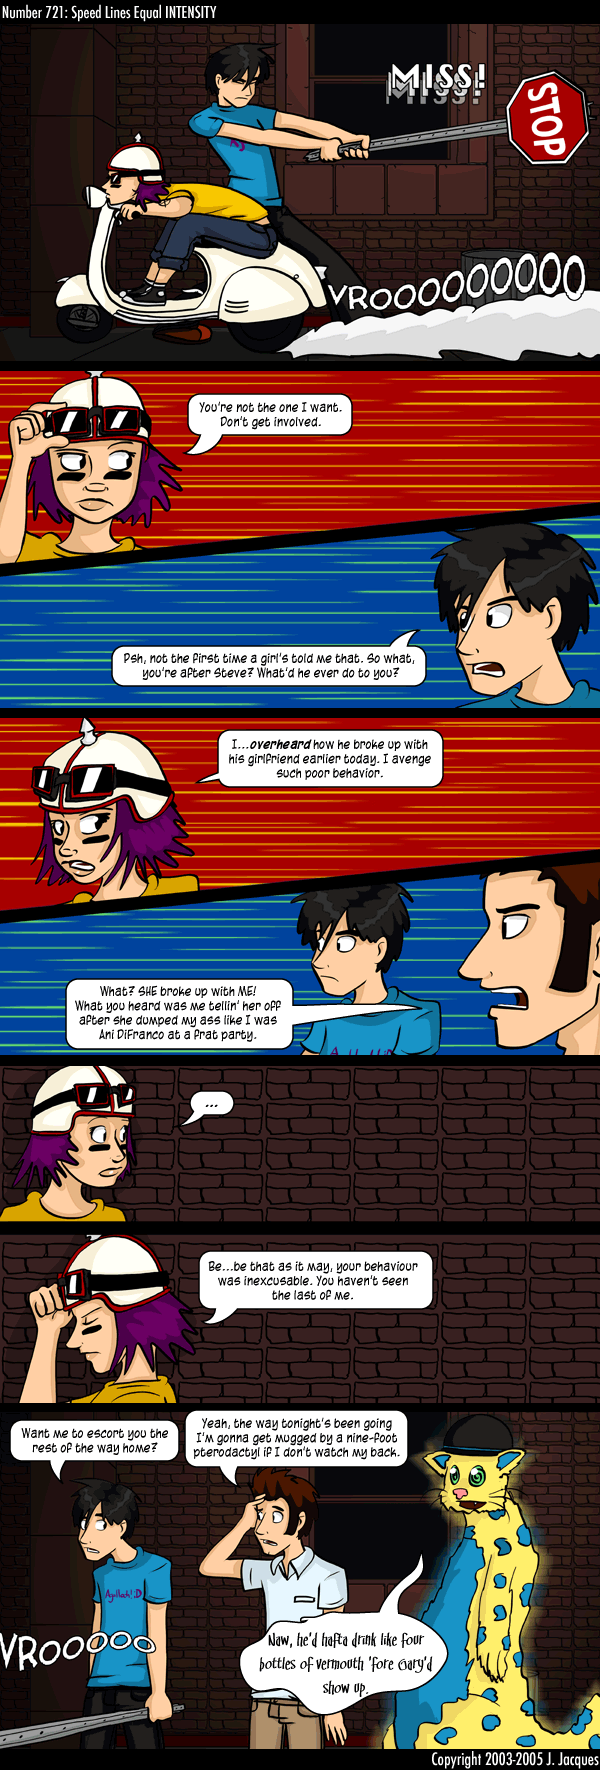 Number 721: Speed Lines Equal INTENSITY
MISS!
STOP
VROOOOOOOOO
You're not the one I want.
Don't get involved.
Psh, not the first time a girl's told me that. So what,
you're after Steve? What'd he ever do to you?
I...overheard how he broke up with
his girlfriend earlier today. I avenge
such poor behavior.
What? SHE broke up with ME!
What you heard was me tellin' her off
after she dumped my ass like I was
Ani DiFranco at a frat party.
...
Be...be that as it may, your behaviour
was inexcusable. You haven't seen
the last of me.
Want me to escort you the
rest of the way home?
Yeah, the way tonight's been going
I'm gonna get mugged by a nine-foot
pterodactyl if I don't watch my back.
Ayillah! :D
VROOOOO
Naw, he'd hafta drink like four
bottles of vermouth 'fore Gary'd
show up.
Copyright 2003-2005 J. Jacques